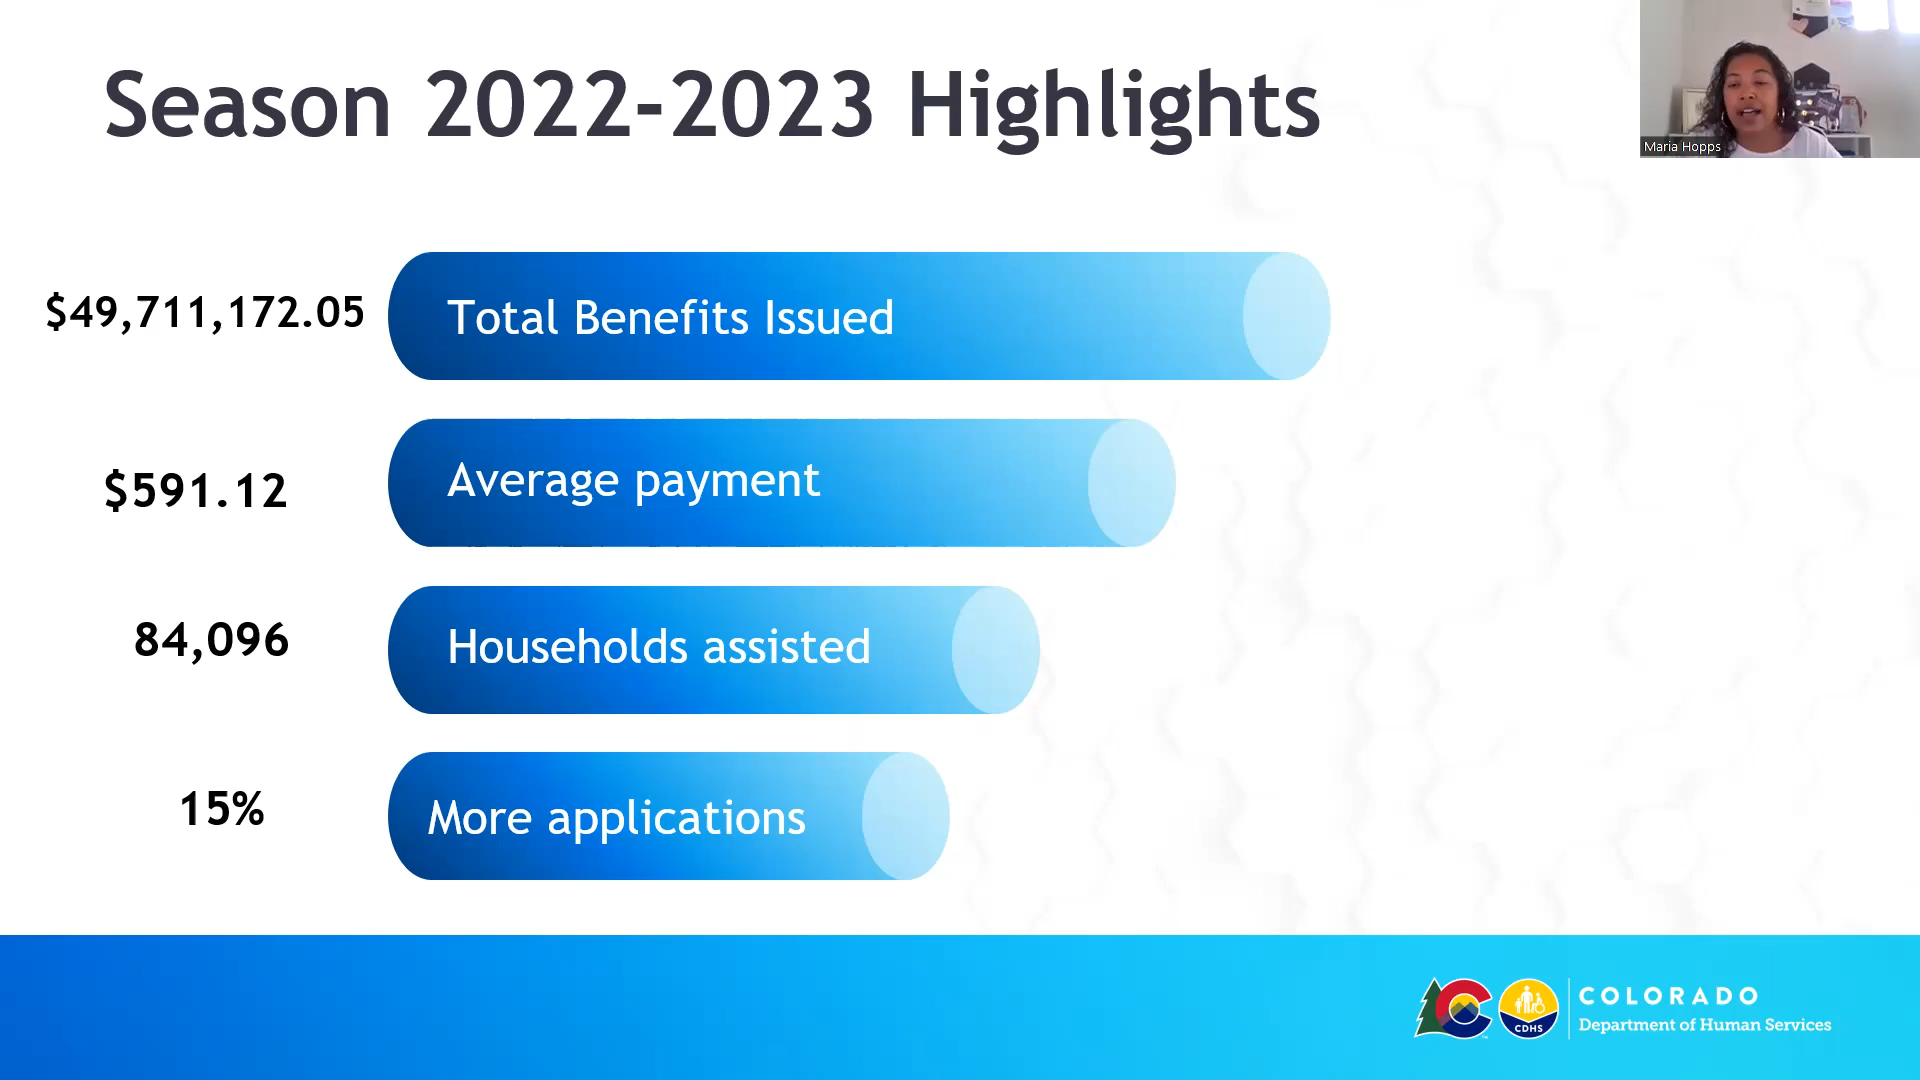 Season 2022-2023 Highlights
Maria Hopps
$49,711,172.05
Total Benefits Issued
$591.12
Average payment
84,096
Households assisted
15%
More applications
CDHS
COLORADO
Department of Human Services